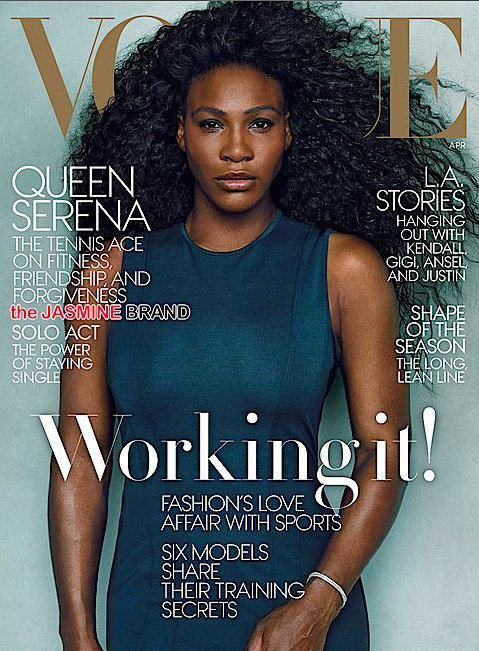 VOGUE
APR
QUEEN
SERENA
THE TENNIS ACE
ON FITNESS,
FRIENDSHIP, AND
FORGIVENESS
the JASMINE BRAND
SOLO ACT
THE POWER
OF STAYING
SINGLE
L.A.
STORIES
HANGING
OUT WITH
KENDALL,
GIGI, ANSEL,
AND JUSTIN
SHAPE
OF THE
SEASON
THE LONG,
LEAN LINE
Working it!
FASHION'S LOVE
AFFAIR WITH SPORTS
SIX MODELS
SHARE
THEIR TRAINING
SECRETS